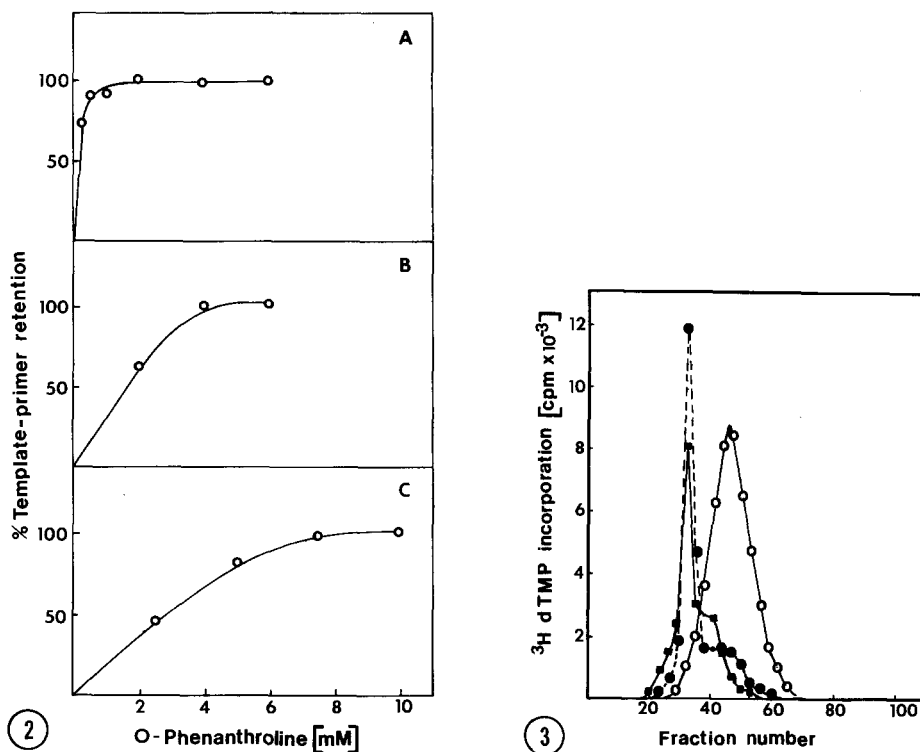 A
100
50
B
100
50
C
100
50
% Template-primer retention
2 4 6 8 10
O-Phenanthroline [mM]
2
³H dTMP incorporation [cpm x10⁻³]
12
10
8
6
4
2
20 40 60 80 100
Fraction number
3